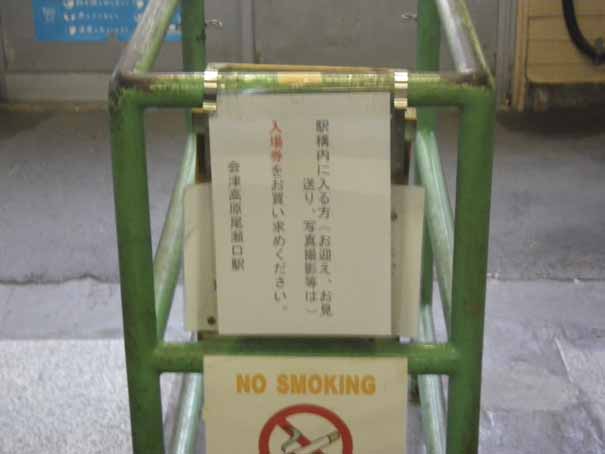 駅構内に入る方（お迎え、お見
送り、写真撮影等は）
入場券をお買い求めください。
会津高原尾瀬口駅
NO SMOKING